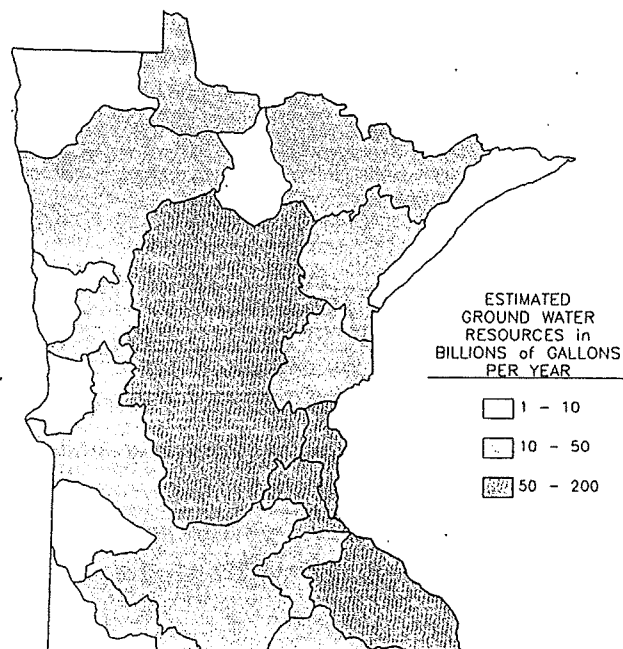 ESTIMATED
GROUND WATER
RESOURCES in
BILLIONS of GALLONS
PER YEAR
1 - 10
10 - 50
50 - 200